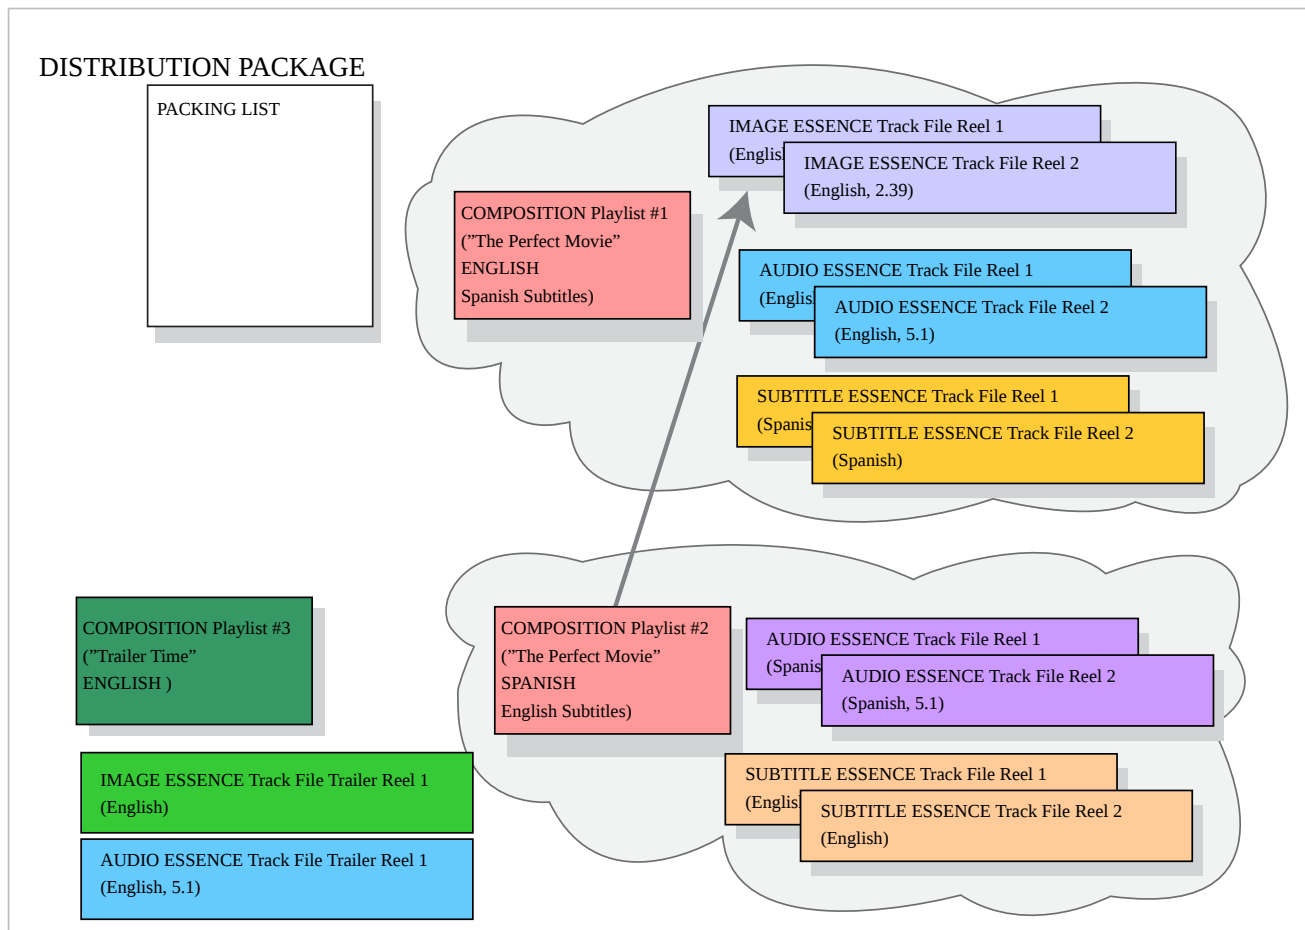 DISTRIBUTION PACKAGE
PACKING LIST
IMAGE ESSENCE Track File Reel 1
(Englis
IMAGE ESSENCE Track File Reel 2
(English, 2.39)
COMPOSITION Playlist #1
(”The Perfect Movie”
ENGLISH
Spanish Subtitles)
AUDIO ESSENCE Track File Reel 1
(Englis
AUDIO ESSENCE Track File Reel 2
(English, 5.1)
SUBTITLE ESSENCE Track File Reel 1
(Spanis
SUBTITLE ESSENCE Track File Reel 2
(Spanish)
COMPOSITION Playlist #3
(”Trailer Time”
ENGLISH )
COMPOSITION Playlist #2
(”The Perfect Movie”
SPANISH
English Subtitles)
AUDIO ESSENCE Track File Reel 1
(Spanis
AUDIO ESSENCE Track File Reel 2
(Spanish, 5.1)
IMAGE ESSENCE Track File Trailer Reel 1
(English)
AUDIO ESSENCE Track File Trailer Reel 1
(English, 5.1)
SUBTITLE ESSENCE Track File Reel 1
(Englis
SUBTITLE ESSENCE Track File Reel 2
(English)